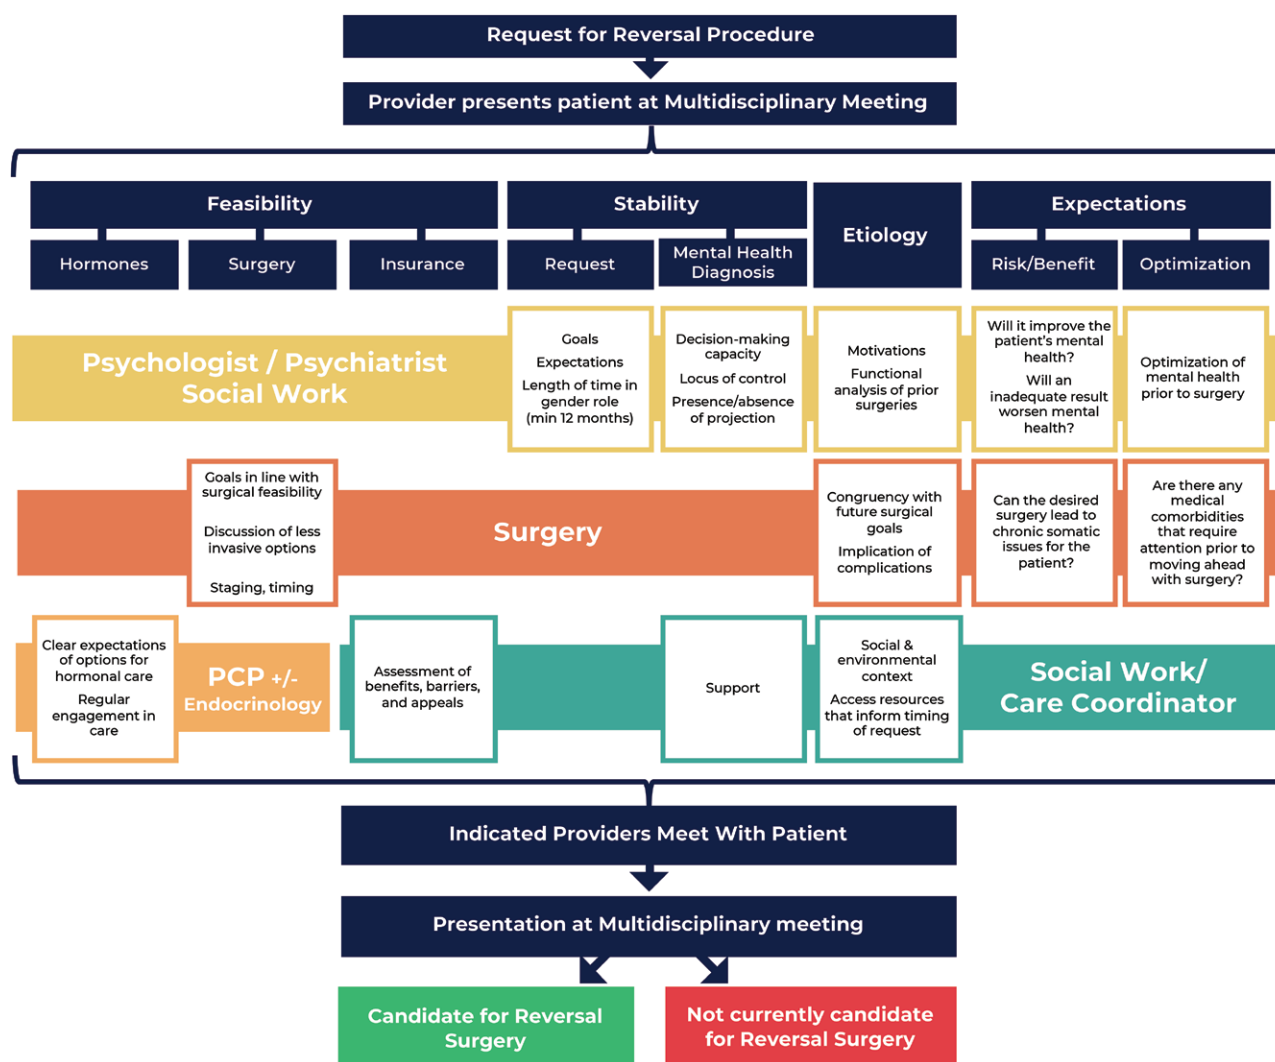 Request for Reversal Procedure
Provider presents patient at Multidisciplinary Meeting
Feasibility
Stability
Etiology
Expectations
Hormones
Surgery
Insurance
Request
Mental Health
Diagnosis
Risk/Benefit
Optimization
Psychologist / Psychiatrist
Social Work
Goals
Expectations
Length of time in
gender role
(min 12 months)
Decision-making
capacity
Locus of control
Presence/absence
of projection
Motivations
Functional
analysis of prior
surgeries
Will it improve the
patient's mental
health?
Will an
inadequate result
worsen mental
health?
Optimization of
mental health
prior to surgery
Goals in line with
surgical feasibility
Discussion of less
invasive options
Staging, timing
Surgery
Congruency with
future surgical
goals
Implication of
complications
Can the desired
surgery lead to
chronic somatic
issues for the
patient?
Are there any
medical
comorbidities
that require
attention prior to
moving ahead
with surgery?
Clear expectations
of options for
hormonal care
Regular
engagement in
care
PCP +/-
Endocrinology
Assessment of
benefits, barriers,
and appeals
Support
Social &
environmental
context
Access resources
that inform timing
of request
Social Work/
Care Coordinator
Indicated Providers Meet With Patient
Presentation at Multidisciplinary meeting
Candidate for Reversal
Surgery
Not currently candidate
for Reversal Surgery